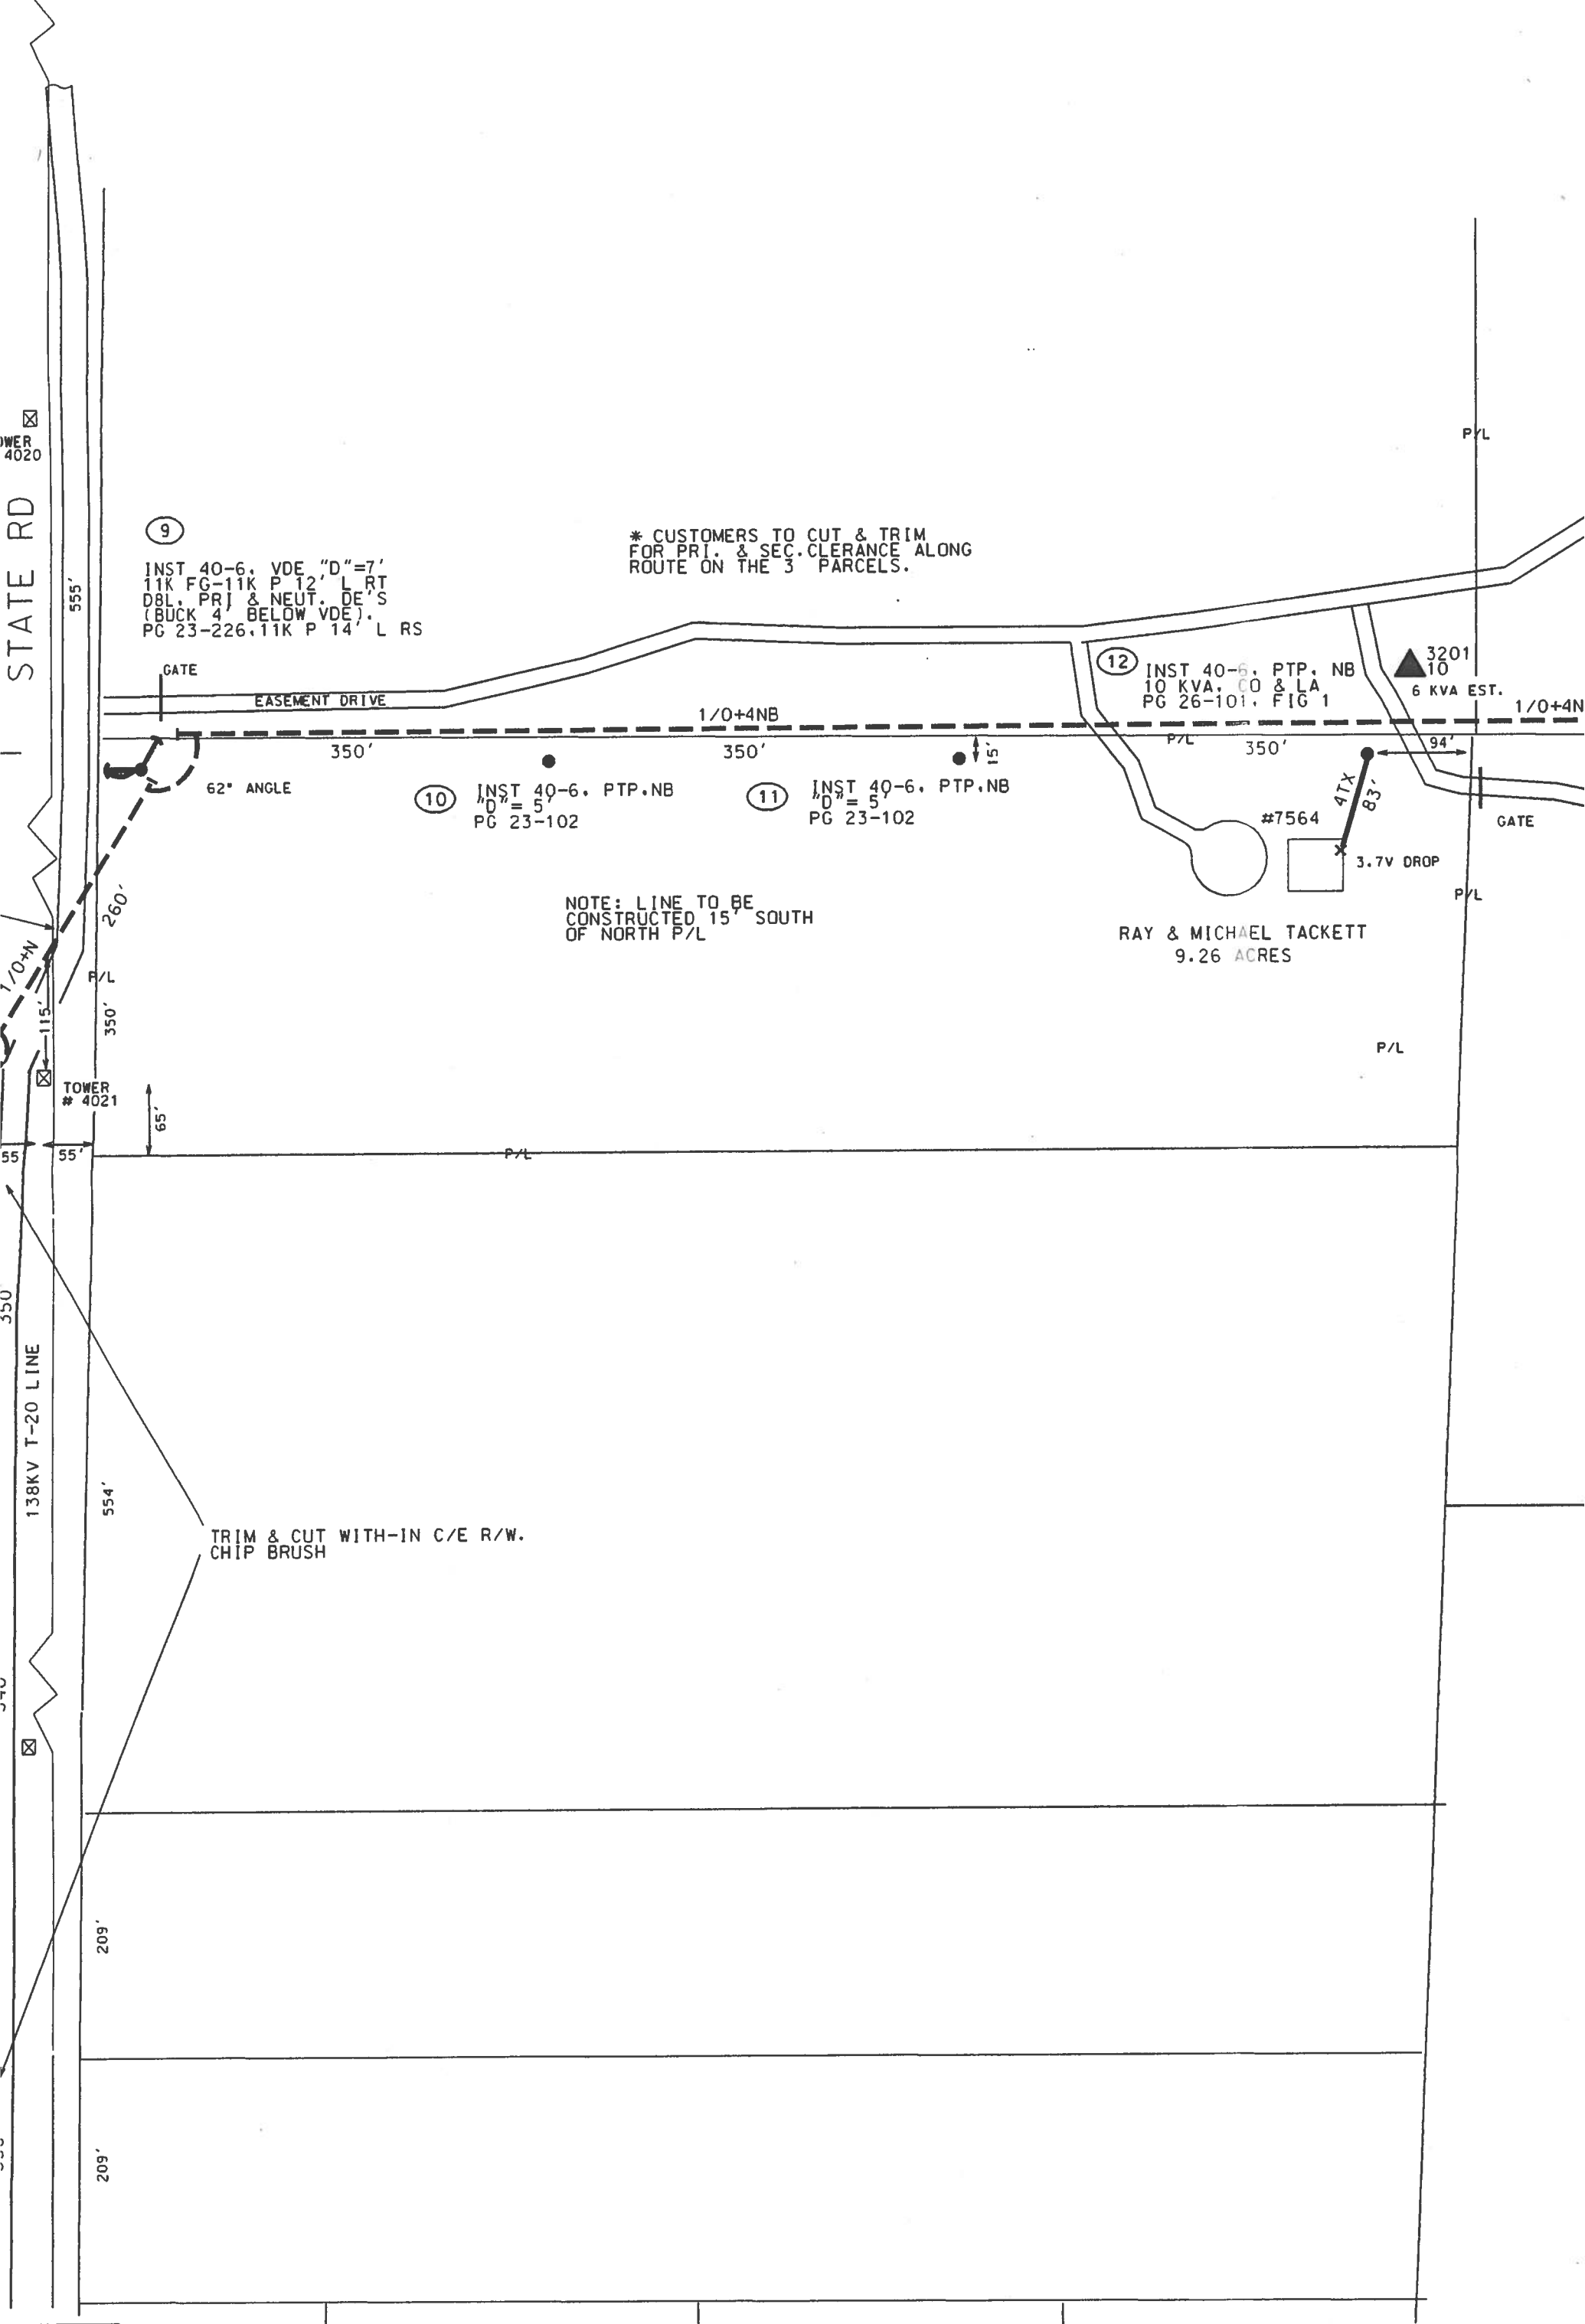 4020
STATE RD
555'
9
INST 40-6, VDE "D"=7'
11K FG-11K P 12' L RT
DBL. PRI & NEUT. DE'S
(BUCK 4' BELOW VDE).
PG 23-226,11K P 14' L RS
* CUSTOMERS TO CUT & TRIM
FOR PRI. & SEC.CLERANCE ALONG
ROUTE ON THE 3 PARCELS.
P/L
GATE
EASEMENT DRIVE
12
INST 40-6, PTP, NB
10 KVA, CO & LA
PG 26-101, FIG 1
3201
10
6 KVA EST.
1/0+4NB
1/0+4N
350'
350'
15'
P/L
350'
94'
62° ANGLE
10
INST 40-6, PTP,NB
"D"= 5'
PG 23-102
11
INST 40-6, PTP,NB
"D"= 5'
PG 23-102
4TX
83'
#7564
GATE
3.7V DROP
260'
NOTE: LINE TO BE
CONSTRUCTED 15' SOUTH
OF NORTH P/L
P/L
RAY & MICHAEL TACKETT
9.26 ACRES
1/0+N
P/L
115'
350'
P/L
TOWER
# 4021
65'
55
55'
P/L
350'
138KV T-20 LINE
554'
TRIM & CUT WITH-IN C/E R/W.
CHIP BRUSH
209'
209'